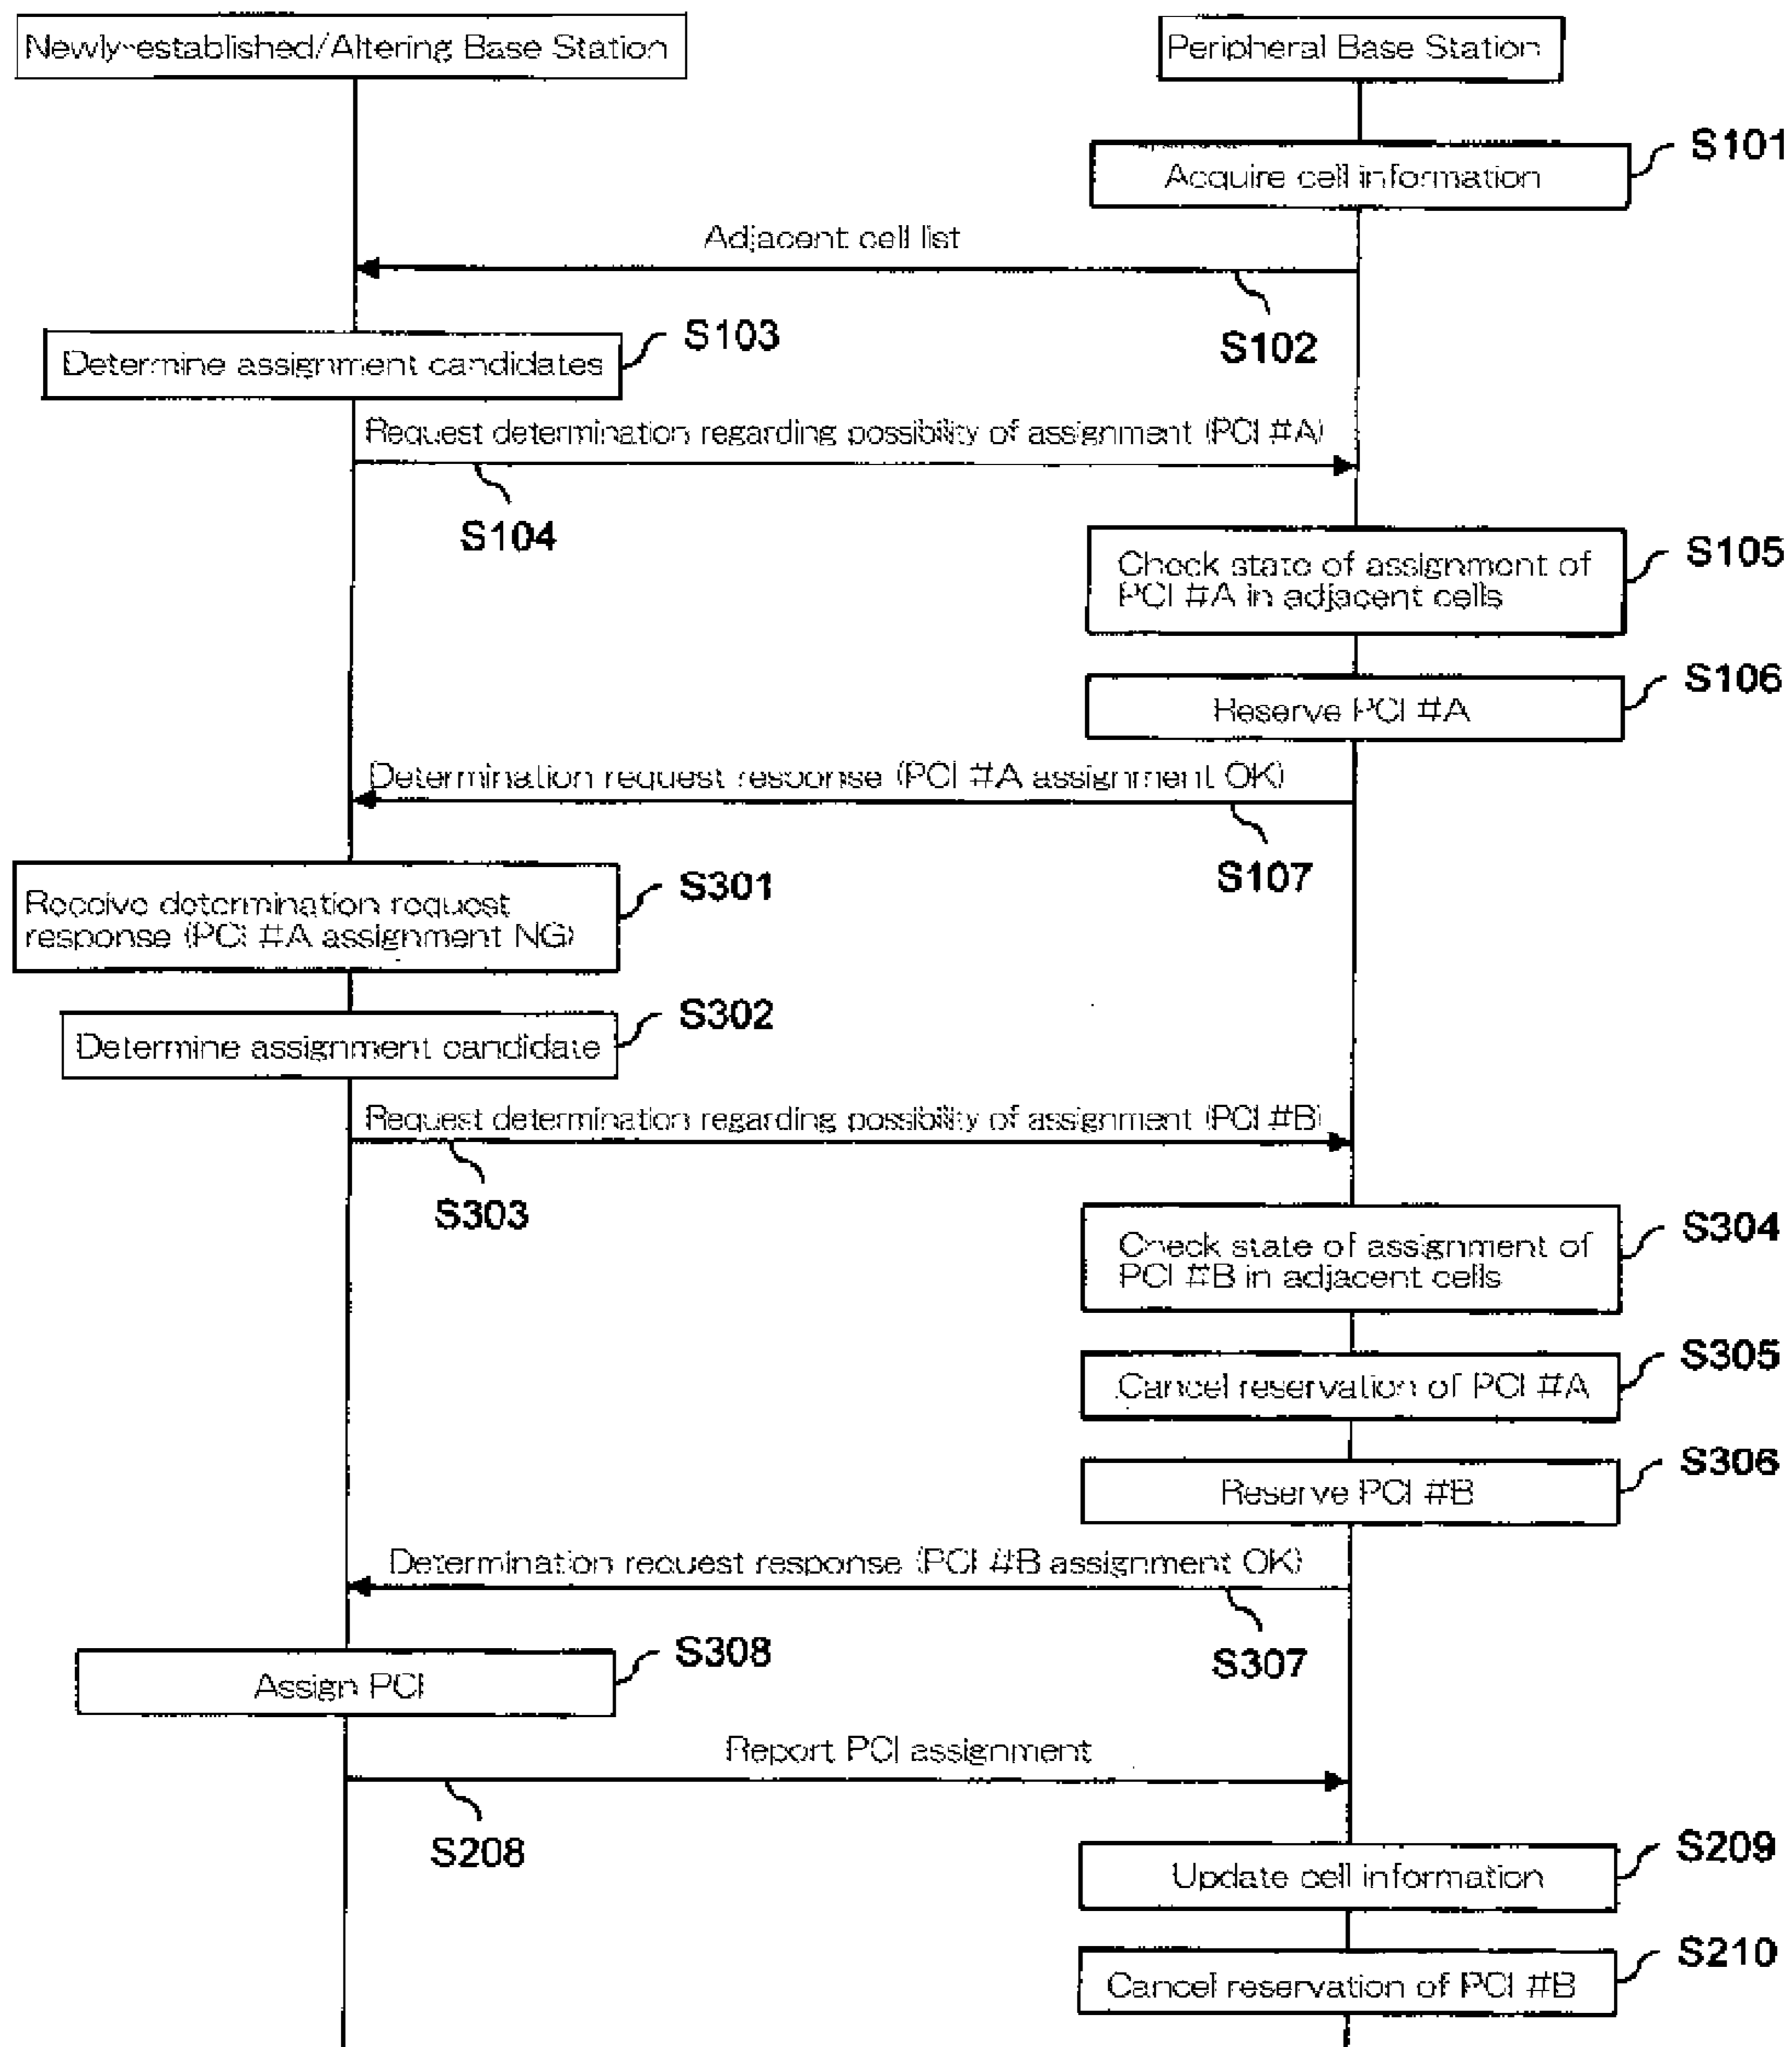 Newly-established/Altering Base Station
Peripheral Base Station
S101
Acquire cell information
Adjacent cell list
S102
S103
Determine assignment candidates
Request determination regarding possibility of assignment (PCI #A)
S104
S105
Check state of assignment of
PCI #A in adjacent cells
S106
Reserve PCI #A
Determination request response (PCI #A assignment OK)
S107
S301
Receive determination request
response (PCI #A assignment NG)
S302
Determine assignment candidate
Request determination regarding possibility of assignment (PCI #B)
S303
S304
Check state of assignment of
PCI #B in adjacent cells
S305
Cancel reservation of PCI #A
S306
Reserve PCI #B
Determination request response (PCI #B assignment OK)
S307
S308
Assign PCI
Report PCI assignment
S208
S209
Update cell information
S210
Cancel reservation of PCI #B